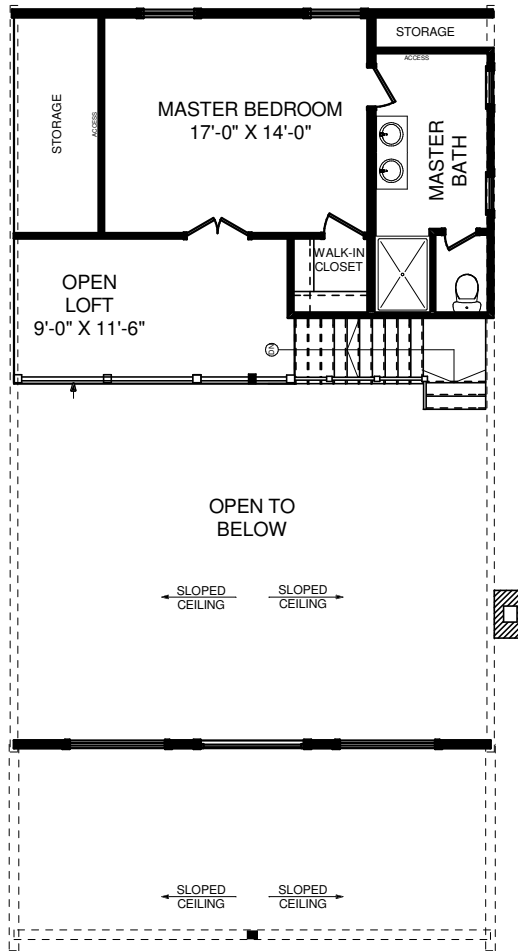 STORAGE
ACCESS
STORAGE
ACCESS
MASTER BEDROOM
17'-0" X 14'-0"
MASTER
BATH
WALK-IN
CLOSET
OPEN
LOFT
9'-0" X 11'-6"
DN
OPEN TO
BELOW
SLOPED
CEILING
SLOPED
CEILING
SLOPED
CEILING
SLOPED
CEILING